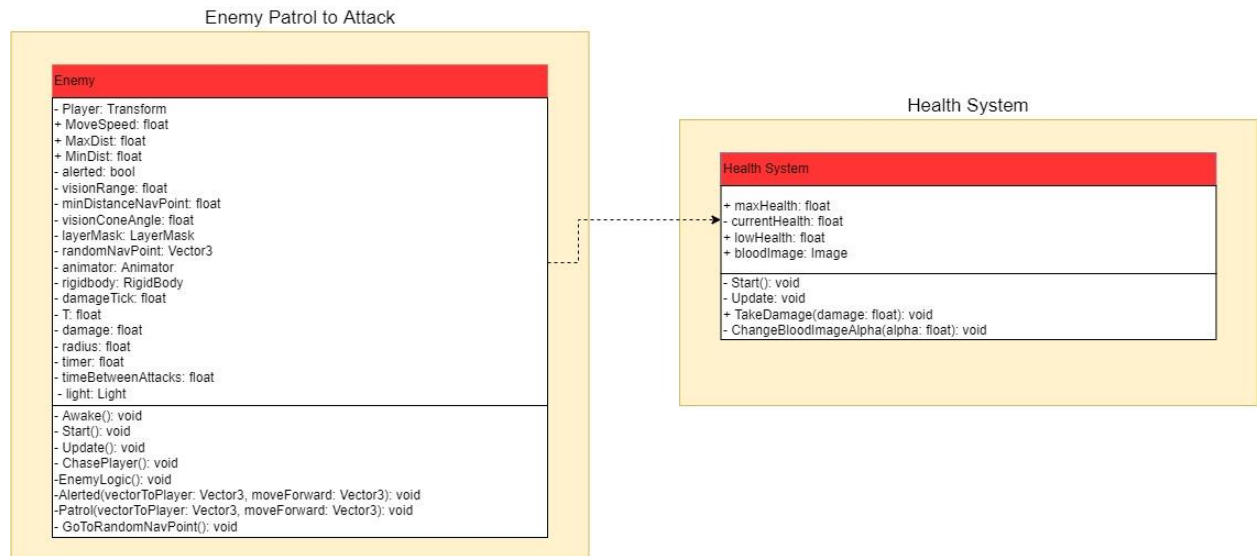 Enemy Patrol to Attack
Enemy
- Player: Transform
+ MoveSpeed: float
+ MaxDist: float
+ MinDist: float
- alerted: bool
- visionRange: float
- minDistanceNavPoint: float
- visionConeAngle: float
- layerMask: LayerMask
- randomNavPoint: Vector3
- animator: Animator
- rigidbody: RigidBody
- damageTick: float
- T: float
- damage: float
- radius: float
- timer: float
- timeBetweenAttacks: float
- light: Light
- Awake(): void
- Start(): void
- Update(): void
- ChasePlayer(): void
-EnemyLogic(): void
-Alerted(vectorToPlayer: Vector3, moveForward: Vector3): void
-Patrol(vectorToPlayer: Vector3, moveForward: Vector3): void
- GoToRandomNavPoint(): void
Health System
Health System
+ maxHealth: float
- currentHealth: float
+ lowHealth: float
+ bloodImage: Image
- Start(): void
- Update: void
+ TakeDamage(damage: float): void
- ChangeBloodImageAlpha(alpha: float): void